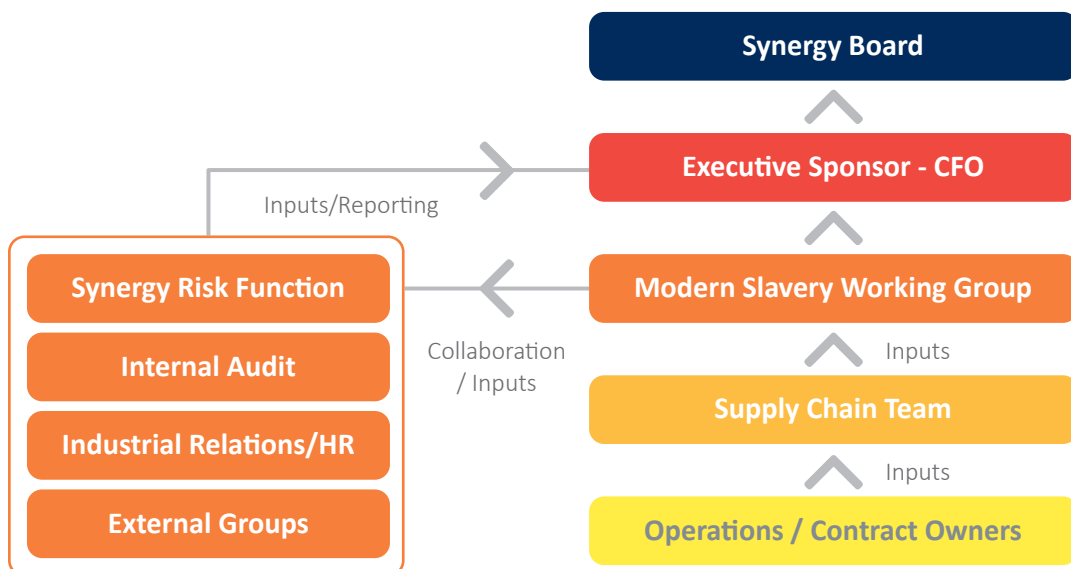 Synergy Board
Executive Sponsor - CFO
Inputs/Reporting
Synergy Risk Function
Modern Slavery Working Group
Collaboration
/ Inputs
Inputs
Internal Audit
Supply Chain Team
Industrial Relations/HR
Inputs
External Groups
Operations / Contract Owners